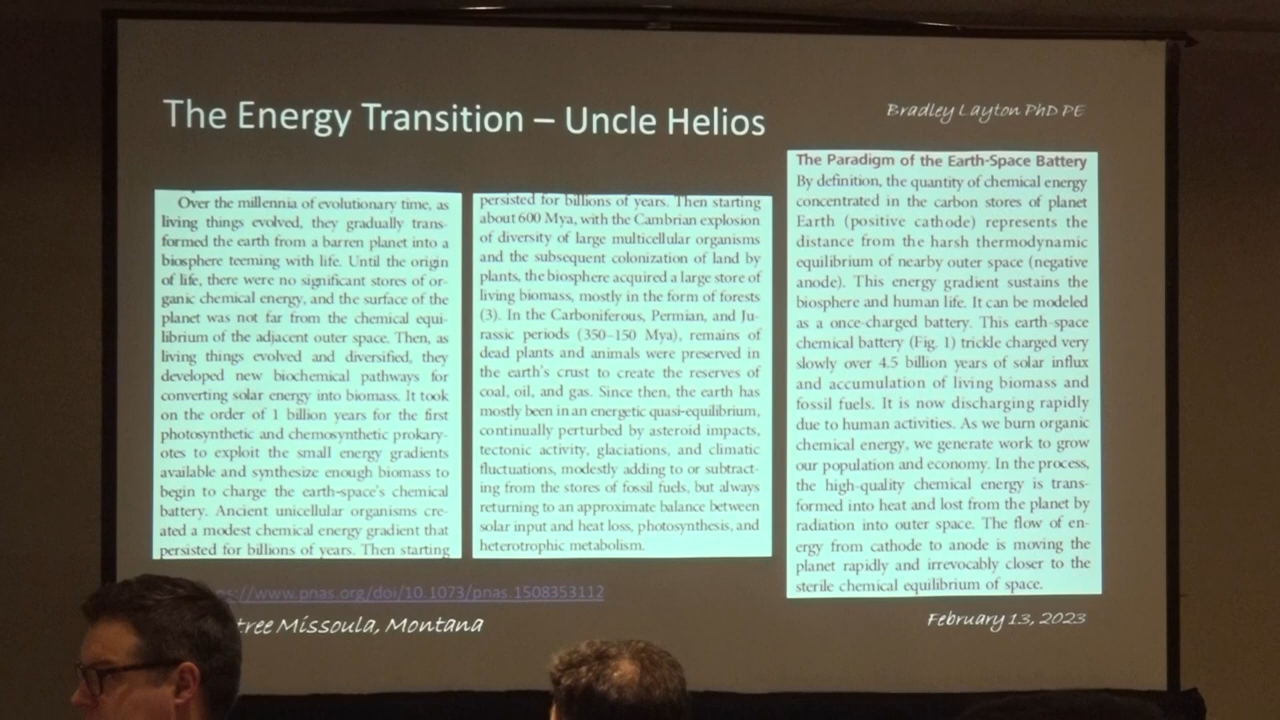 The Energy Transition – Uncle Helios
Bradley Layton PhD PE
Over the millennia of evolutionary time, as
living things evolved, they gradually trans-
formed the earth from a barren planet into a
biosphere teeming with life. Until the origin
of life, there were no significant stores of or-
ganic chemical energy, and the surface of the
planet was not far from the chemical equi-
librium of the adjacent outer space. Then, as
living things evolved and diversified, they
developed new biochemical pathways for
converting solar energy into biomass. It took
on the order of 1 billion years for the first
photosynthetic and chemosynthetic prokary-
otes to exploit the small energy gradients
available and synthesize enough biomass to
begin to charge the earth-space's chemical
battery. Ancient unicellular organisms cre-
ated a modest chemical energy gradient that
persisted for billions of years. Then starting
persisted for billions of years. Then starting
about 600 Mya, with the Cambrian explosion
of diversity of large multicellular organisms
and the subsequent colonization of land by
plants, the biosphere acquired a large store of
living biomass, mostly in the form of forests
(3). In the Carboniferous, Permian, and Ju-
rassic periods (350–150 Mya), remains of
dead plants and animals were preserved in
the earth's crust to create the reserves of
coal, oil, and gas. Since then, the earth has
mostly been in an energetic quasi-equilibrium,
continually perturbed by asteroid impacts,
tectonic activity, glaciations, and climatic
fluctuations, modestly adding to or subtract-
ing from the stores of fossil fuels, but always
returning to an approximate balance between
solar input and heat loss, photosynthesis, and
heterotrophic metabolism.
The Paradigm of the Earth-Space Battery
By definition, the quantity of chemical energy
concentrated in the carbon stores of planet
Earth (positive cathode) represents the
distance from the harsh thermodynamic
equilibrium of nearby outer space (negative
anode). This energy gradient sustains the
biosphere and human life. It can be modeled
as a once-charged battery. This earth-space
chemical battery (Fig. 1) trickle charged very
slowly over 4.5 billion years of solar influx
and accumulation of living biomass and
fossil fuels. It is now discharging rapidly
due to human activities. As we burn organic
chemical energy, we generate work to grow
our population and economy. In the process,
the high-quality chemical energy is trans-
formed into heat and lost from the planet by
radiation into outer space. The flow of en-
ergy from cathode to anode is moving the
planet rapidly and irrevocably closer to the
sterile chemical equilibrium of space.
ps://www.pnas.org/doi/10.1073/pnas.1508353112
tree Missoula, Montana
February 13, 2023